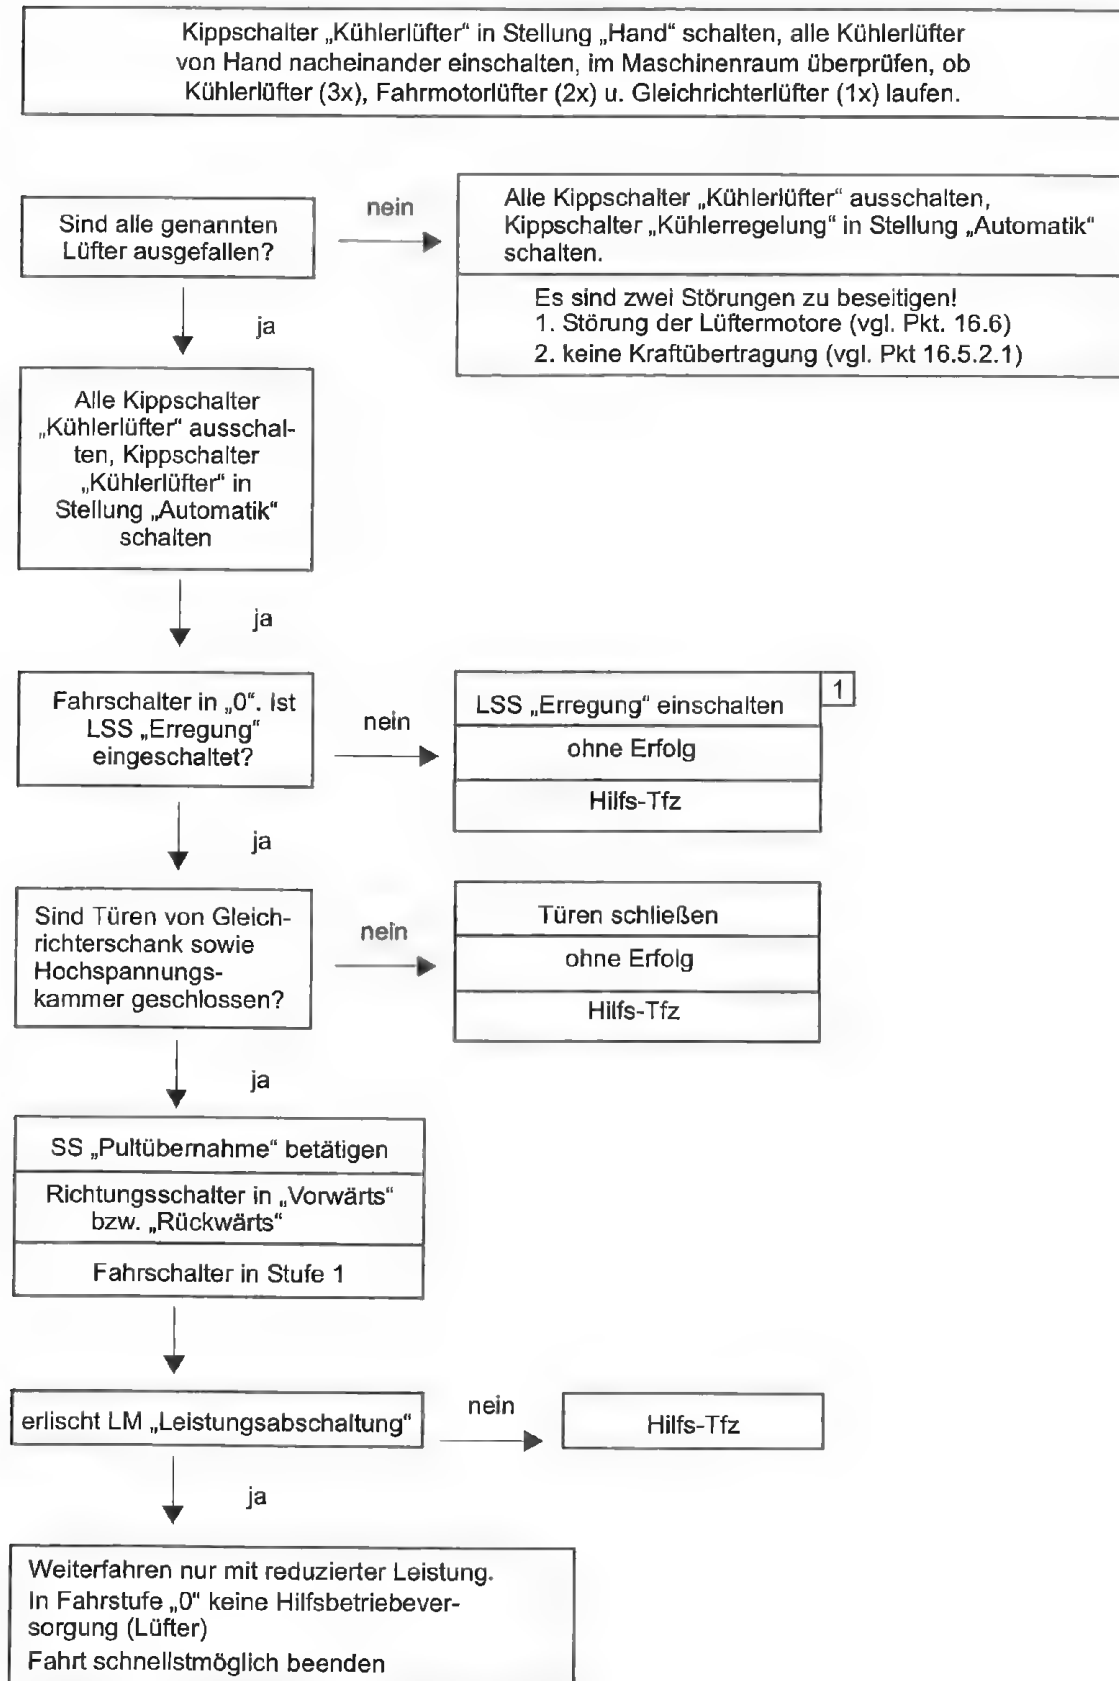 Kippschalter „Kühlerlüfter“ in Stellung „Hand“ schalten, alle Kühlerlüfter
von Hand nacheinander einschalten, im Maschinenraum überprüfen, ob
Kühlerlüfter (3x), Fahrmotorlüfter (2x) u. Gleichrichterlüfter (1x) laufen.
Sind alle genannten
Lüfter ausgefallen?
nein
Alle Kippschalter „Kühlerlüfter“ ausschalten,
Kippschalter „Kühlerregelung“ in Stellung „Automatik“
schalten.
Es sind zwei Störungen zu beseitigen!
1. Störung der Lüftermotore (vgl. Pkt. 16.6)
2. keine Kraftübertragung (vgl. Pkt 16.5.2.1)
ja
Alle Kippschalter
„Kühlerlüfter“ ausschal-
ten, Kippschalter
„Kühlerlüfter“ in
Stellung „Automatik“
schalten
ja
Fahrschalter in „0“. Ist
LSS „Erregung“
eingeschaltet?
nein
LSS „Erregung“ einschalten
1
ohne Erfolg
Hilfs-Tfz
ja
Sind Türen von Gleich-
richterschank sowie
Hochspannungs-
kammer geschlossen?
nein
Türen schließen
ohne Erfolg
Hilfs-Tfz
ja
SS „Pultübernahme“ betätigen
Richtungsschalter in „Vorwärts“
bzw. „Rückwärts“
Fahrschalter in Stufe 1
erlischt LM „Leistungsabschaltung“
nein
Hilfs-Tfz
ja
Weiterfahren nur mit reduzierter Leistung.
In Fahrstufe „0“ keine Hilfsbetriebever-
sorgung (Lüfter)
Fahrt schnellstmöglich beenden